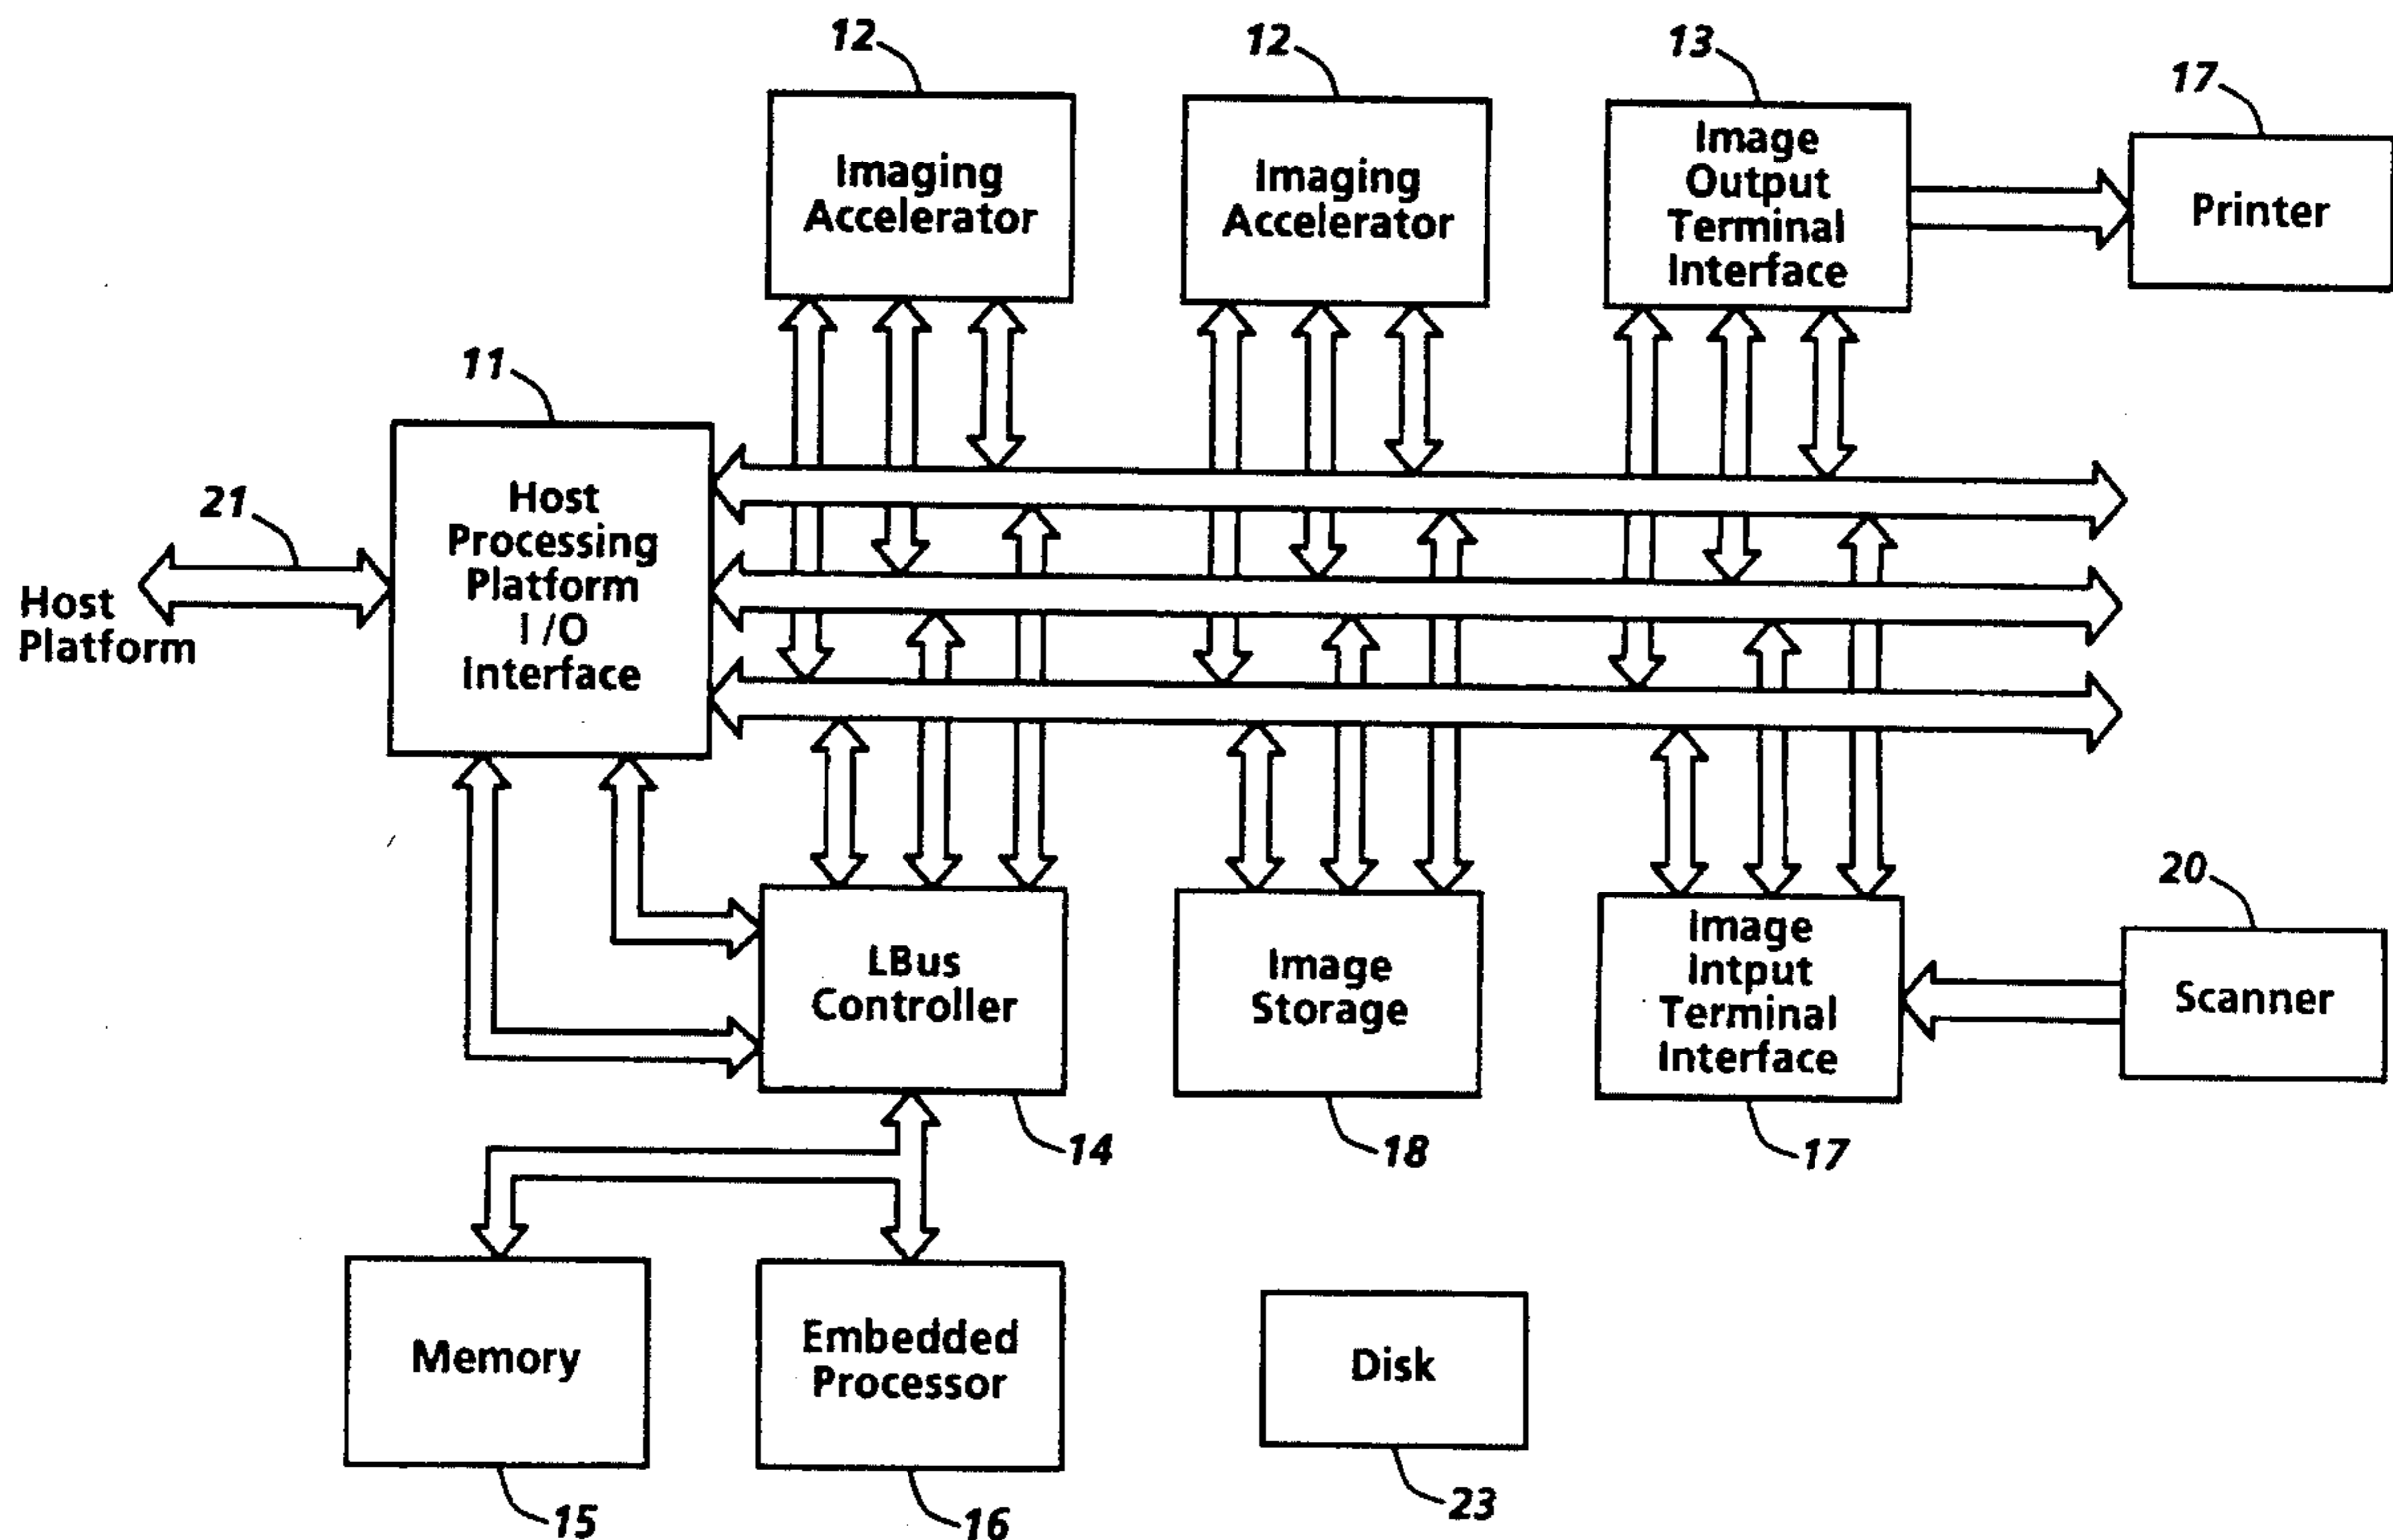 12
12
13
17
Imaging
Accelerator
Imaging
Accelerator
Image
Output
Terminal
Interface
Printer
11
21
Host
Platform
Host
Processing
Platform
I/O
Interface
LBus
Controller
Image
Storage
Image
Intput
Terminal
Interface
20
Scanner
14
18
17
Memory
Embedded
Processor
Disk
15
16
23